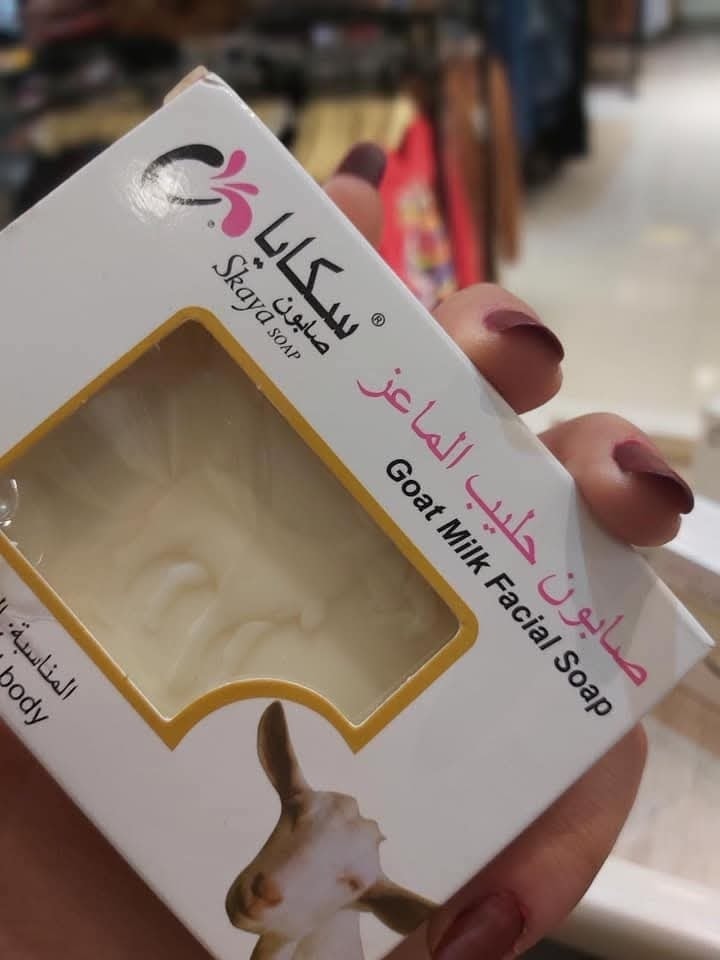 سكايا®
صابون
Skaya SOAP
صابون حليب الماعز
Goat Milk Facial Soap
المناسبة
body